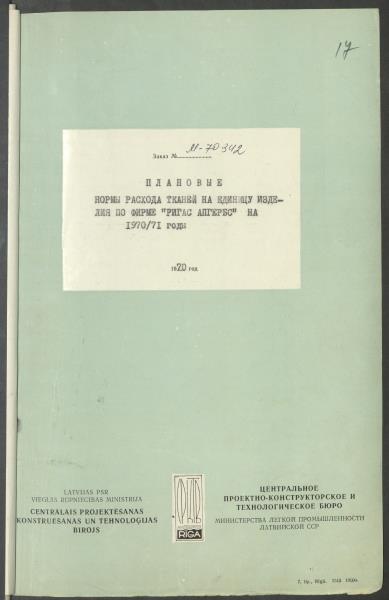 17
Заказ № М-70342
ПЛАНОВЫЕ
НОРМЫ РАСХОДА ТКАНЕЙ НА ЕДИНИЦУ ИЗДЕ-
ЛИЯ ПО ФИРМЕ "РИГАС АПГЕРБС" НА
1970/71 годы
1970 год
LATVIJAS PSR
VIEGLĀS RŪPNIECĪBAS MINISTRIJA
CENTRĀLAIS PROJEKTĒŠANAS
KONSTRUĒŠANAS UN TEHNOLOĢIJAS
BIROJS
RĪGA
ЦЕНТРАЛЬНОЕ
ПРОЕКТНО-КОНСТРУКТОРСКОЕ И
ТЕХНОЛОГИЧЕСКОЕ БЮРО
МИНИСТЕРСТВА ЛЕГКОЙ ПРОМЫШЛЕННОСТИ
ЛАТВИЙСКОЙ ССР